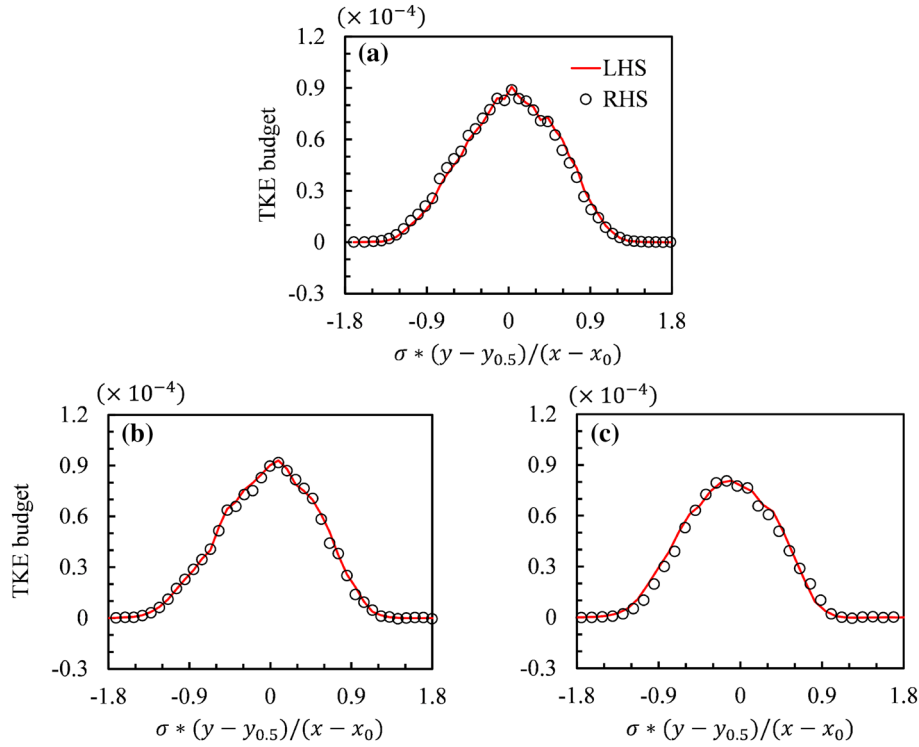 (× 10⁻⁴)
1.2
(a)
LHS
0.9
RHS
TKE budget
0.6
0.3
0
-0.3
-1.8 -0.9 0 0.9 1.8
σ ∗ (y − y₀.₅)/(x − x₀)
(× 10⁻⁴)
1.2
(b)
0.9
TKE budget
0.6
0.3
0
-0.3
-1.8 -0.9 0 0.9 1.8
σ ∗ (y − y₀.₅)/(x − x₀)
(× 10⁻⁴)
1.2
(c)
0.9
0.6
0.3
0
-0.3
-1.8 -0.9 0 0.9 1.8
σ ∗ (y − y₀.₅)/(x − x₀)